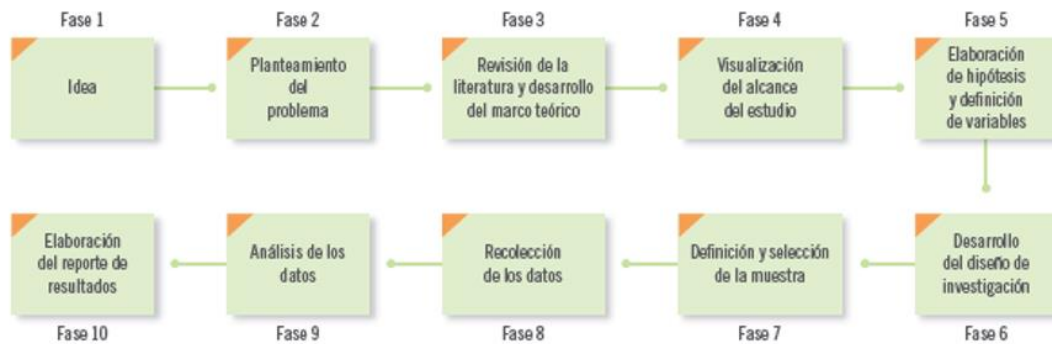 Fase 1
Idea
Fase 2
Planteamiento
del
problema
Fase 3
Revisión de la
literatura y desarrollo
del marco teórico
Fase 4
Visualización
del alcance
del estudio
Fase 5
Elaboración
de hipótesis
y definición
de variables
Desarrollo
del diseño de
investigación
Fase 6
Definición y selección
de la muestra
Fase 7
Recolección
de los datos
Fase 8
Análisis de los
datos
Fase 9
Elaboración
del reporte de
resultados
Fase 10